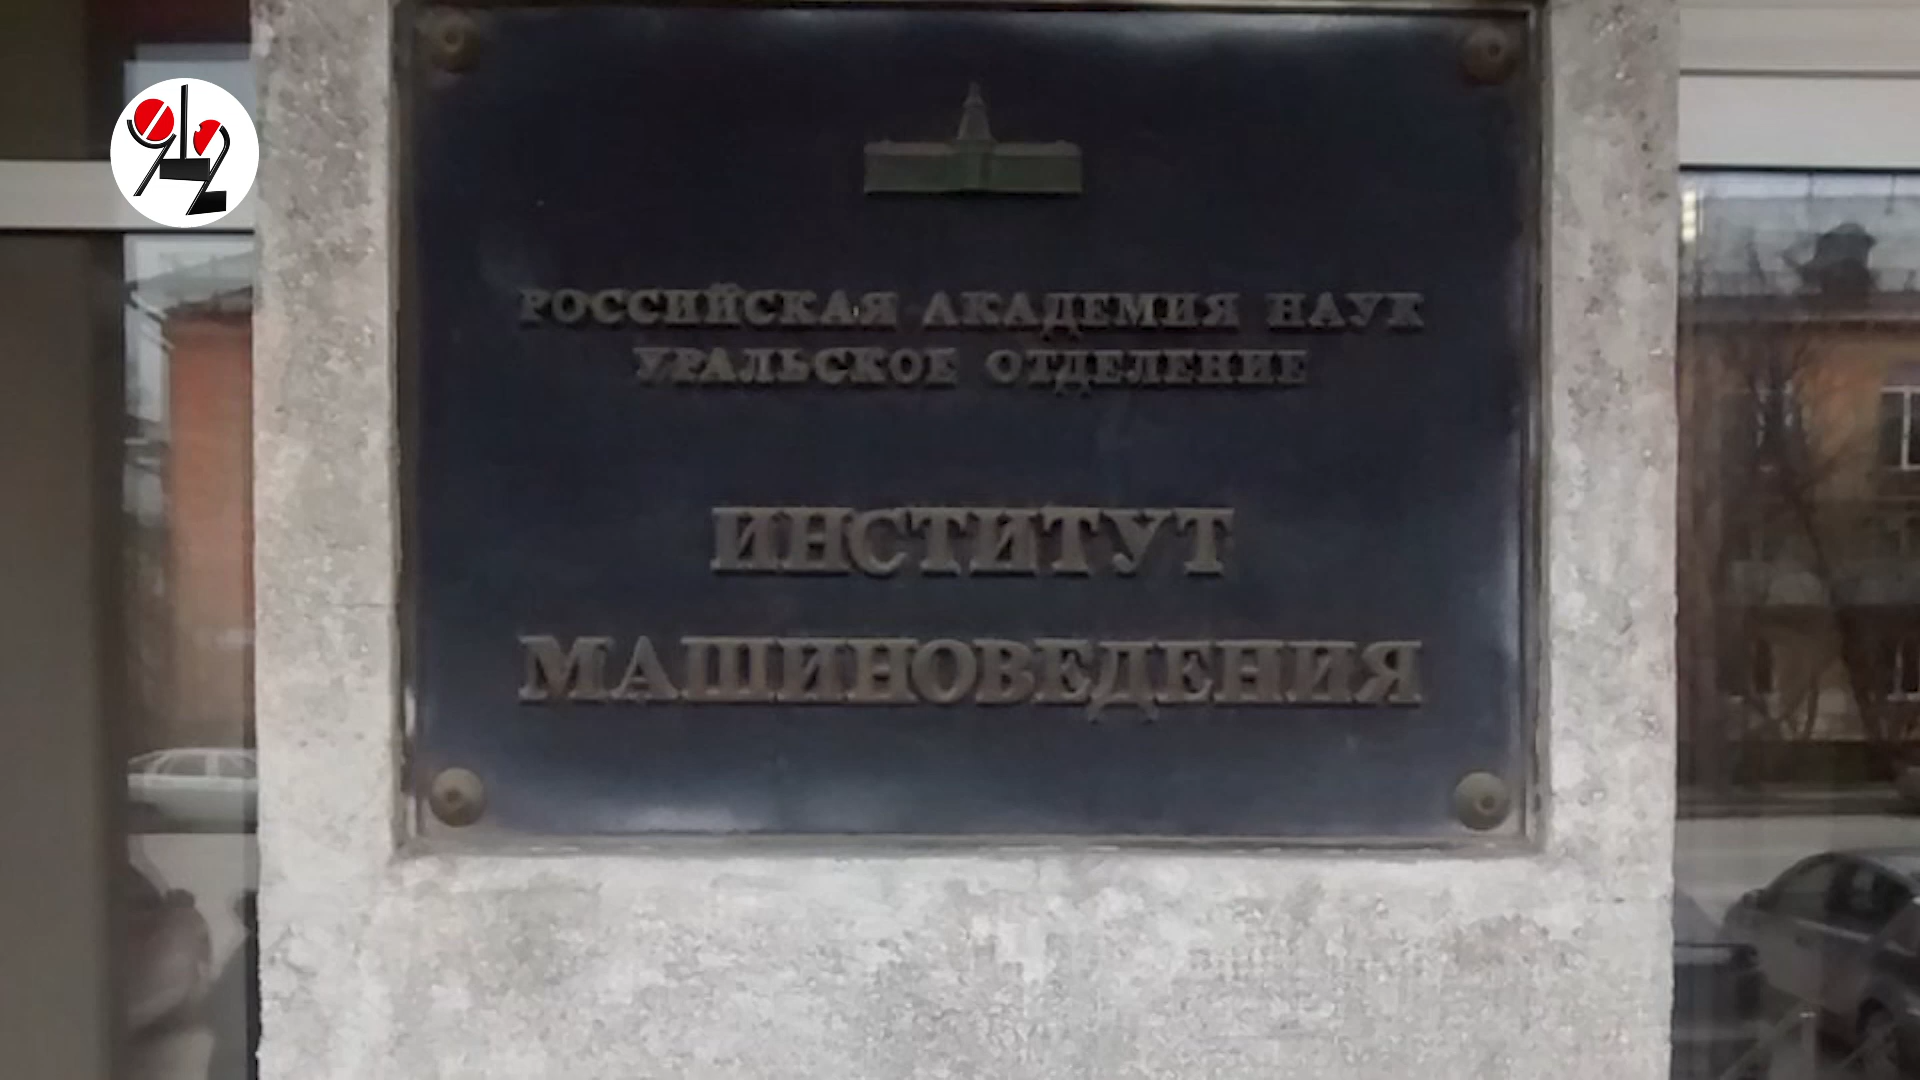 РОССИЙСКАЯ АКАДЕМИЯ НАУК
УРАЛЬСКОЕ ОТДЕЛЕНИЕ
ИНСТИТУТ
МАШИНОВЕДЕНИЯ